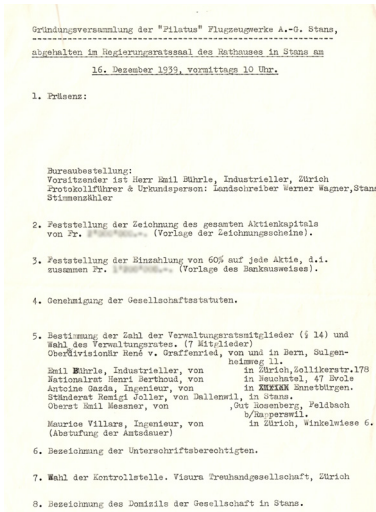 Gründungsversammlung der "Pilatus" Flugzeugwerke A.-G. Stans,
abgehalten im Regierungsratssaal des Rathauses in Stans am
16. Dezember 1939, vormittags 10 Uhr.
1. Präsenz:
Bureaubestellung:
Vorsitzender ist Herr Emil Bührle, Industrieller, Zürich
Protokollführer & Urkundsperson: Landschreiber Werner Wagner, Stans
Stimmenzähler
2. Feststellung der Zeichnung des gesamten Aktienkapitals
von Fr. (Vorlage der Zeichnungsscheine).
3. Feststellung der Einzahlung von 60% auf jede Aktie, d.i.
zusammen Fr. (Vorlage des Bankausweises).
4. Genehmigung der Gesellschaftsstatuten.
5. Bestimmung der Zahl der Verwaltungsratsmitglieder (§ 14) und
Wahl des Verwaltungsrates. (7 Mitglieder)
Oberdivisionär René v. Graffenried, von und in Bern, Sulgen-
heimweg 11.
Emil Bührle, Industrieller, von in Zürich, Zollikerstr. 178
Nationalrat Henri Berthoud, von in Neuchatel, 47 Evole
Antoine Gazda, Ingenieur, von in Ennetbürgen.
Ständerat Remigi Joller, von Dallenwil, in Stans.
Oberst Emil Messner, von ,Gut Rosenberg, Feldbach
b/Rapperswil.
Maurice Villars, Ingenieur, von in Zürich, Winkelwiese 6.
(Abstufung der Amtsdauer)
6. Bezeichnung der Unterschriftsberechtigten.
7. Wahl der Kontrollstelle. Visura Treuhandgesellschaft, Zürich
8. Bezeichnung des Domizils der Gesellschaft in Stans.